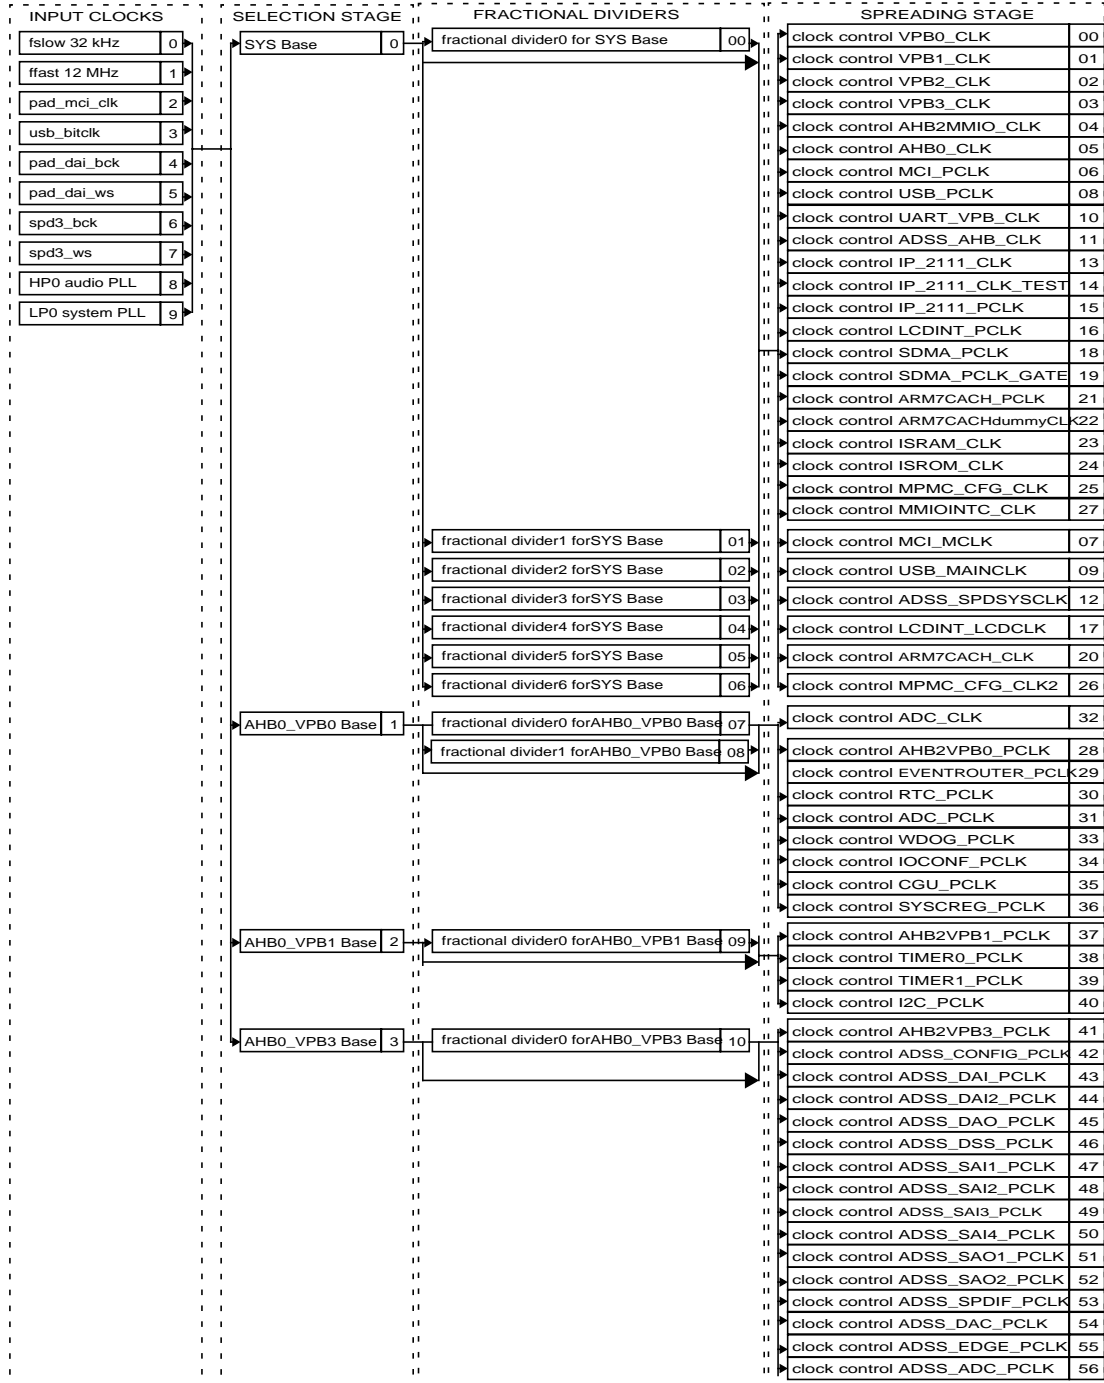 INPUT CLOCKS
fslow 32 kHz 0
ffast 12 MHz 1
pad_mci_clk 2
usb_bitclk 3
pad_dai_bck 4
pad_dai_ws 5
spd3_bck 6
spd3_ws 7
HP0 audio PLL 8
LP0 system PLL 9
SELECTION STAGE
SYS Base 0
AHB0_VPB0 Base 1
AHB0_VPB1 Base 2
AHB0_VPB3 Base 3
FRACTIONAL DIVIDERS
fractional divider0 for SYS Base 00
fractional divider1 forSYS Base 01
fractional divider2 forSYS Base 02
fractional divider3 forSYS Base 03
fractional divider4 forSYS Base 04
fractional divider5 forSYS Base 05
fractional divider6 forSYS Base 06
fractional divider0 forAHB0_VPB0 Base 07
fractional divider1 forAHB0_VPB0 Base 08
fractional divider0 forAHB0_VPB1 Base 09
fractional divider0 forAHB0_VPB3 Base 10
SPREADING STAGE
clock control VPB0_CLK 00
clock control VPB1_CLK 01
clock control VPB2_CLK 02
clock control VPB3_CLK 03
clock control AHB2MMIO_CLK 04
clock control AHB0_CLK 05
clock control MCI_PCLK 06
clock control USB_PCLK 08
clock control UART_VPB_CLK 10
clock control ADSS_AHB_CLK 11
clock control IP_2111_CLK 13
clock control IP_2111_CLK_TEST 14
clock control IP_2111_PCLK 15
clock control LCDINT_PCLK 16
clock control SDMA_PCLK 18
clock control SDMA_PCLK_GATE 19
clock control ARM7CACH_PCLK 21
clock control ARM7CACHdummyCLK 22
clock control ISRAM_CLK 23
clock control ISROM_CLK 24
clock control MPMC_CFG_CLK 25
clock control MMIOINTC_CLK 27
clock control MCI_MCLK 07
clock control USB_MAINCLK 09
clock control ADSS_SPDSYSCLK 12
clock control LCDINT_LCDCLK 17
clock control ARM7CACH_CLK 20
clock control MPMC_CFG_CLK2 26
clock control ADC_CLK 32
clock control AHB2VPB0_PCLK 28
clock control EVENTROUTER_PCLK 29
clock control RTC_PCLK 30
clock control ADC_PCLK 31
clock control WDOG_PCLK 33
clock control IOCONF_PCLK 34
clock control CGU_PCLK 35
clock control SYSCREG_PCLK 36
clock control AHB2VPB1_PCLK 37
clock control TIMER0_PCLK 38
clock control TIMER1_PCLK 39
clock control I2C_PCLK 40
clock control AHB2VPB3_PCLK 41
clock control ADSS_CONFIG_PCLK 42
clock control ADSS_DAI_PCLK 43
clock control ADSS_DAI2_PCLK 44
clock control ADSS_DAO_PCLK 45
clock control ADSS_DSS_PCLK 46
clock control ADSS_SAI1_PCLK 47
clock control ADSS_SAI2_PCLK 48
clock control ADSS_SAI3_PCLK 49
clock control ADSS_SAI4_PCLK 50
clock control ADSS_SAO1_PCLK 51
clock control ADSS_SAO2_PCLK 52
clock control ADSS_SPDIF_PCLK 53
clock control ADSS_DAC_PCLK 54
clock control ADSS_EDGE_PCLK 55
clock control ADSS_ADC_PCLK 56